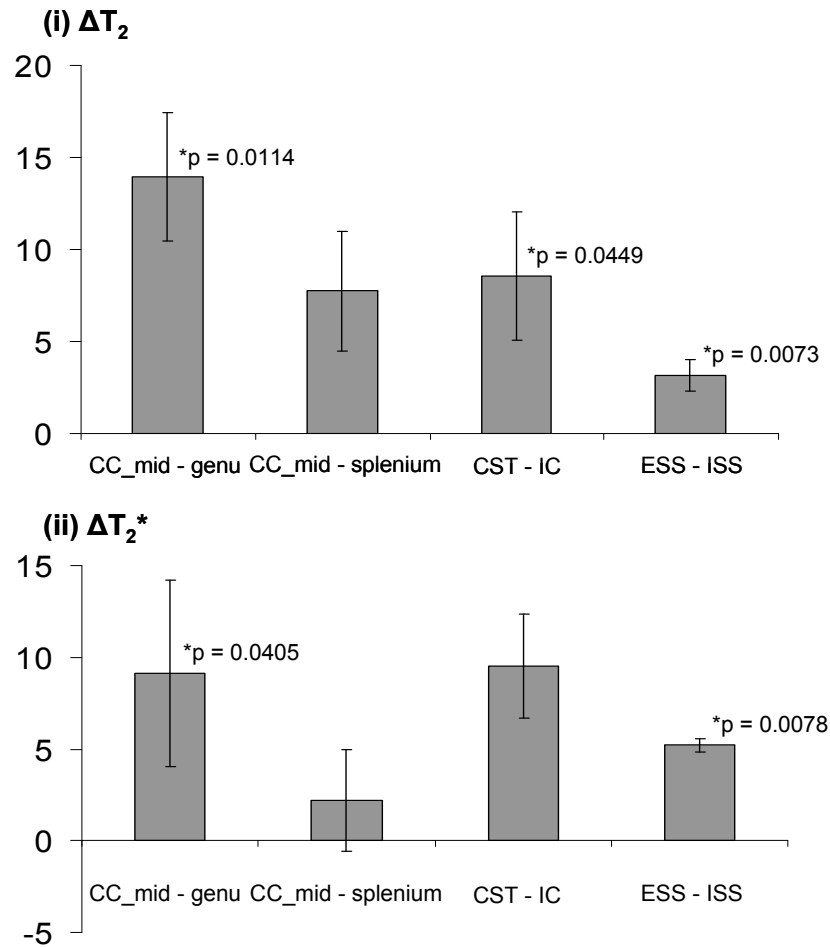 (i) ΔT₂
20
15
10
5
0
*p = 0.0114
*p = 0.0449
*p = 0.0073
CC_mid - genu CC_mid - splenium CST - IC ESS - ISS
(ii) ΔT₂*
15
10
5
0
-5
*p = 0.0405
*p = 0.0078
CC_mid - genu CC_mid - splenium CST - IC ESS - ISS